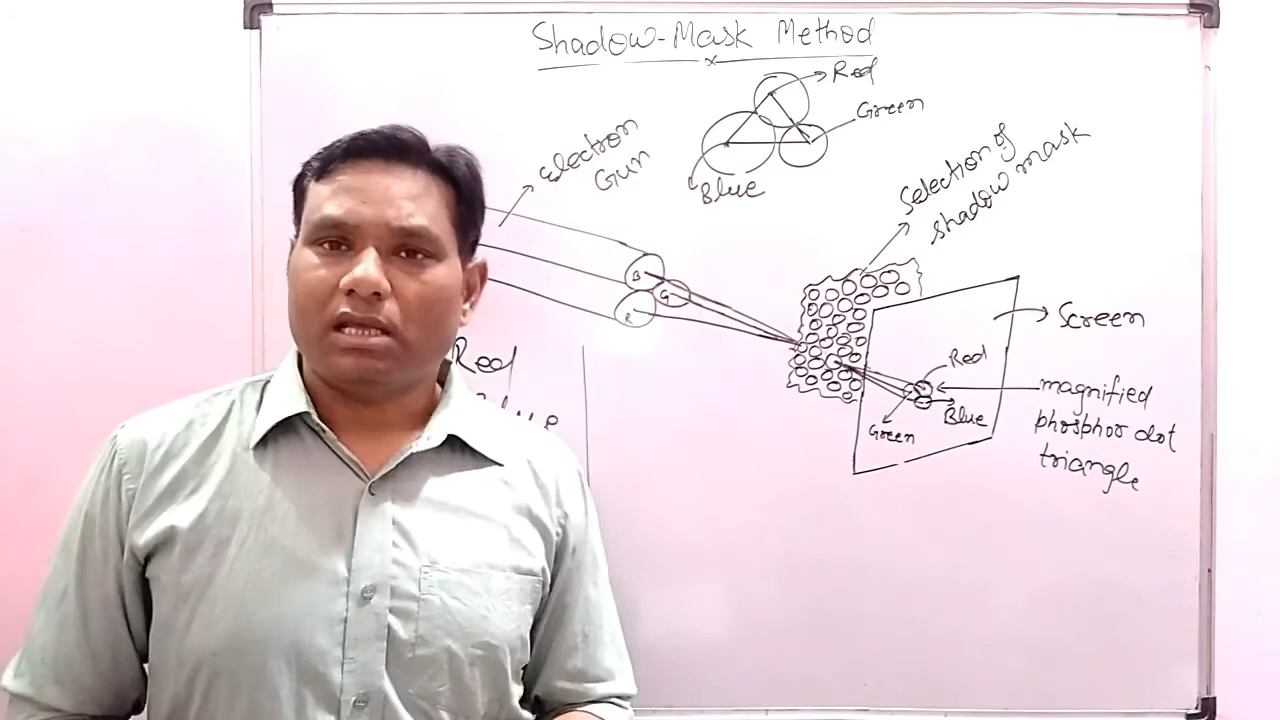 Shadow-Mask Method
Red
Green
Blue
Electron
Gun
Selection of
shadow mask
B
G
R
Screen
Red
Blue
Green
magnified
phosphor dot
triangle
Red